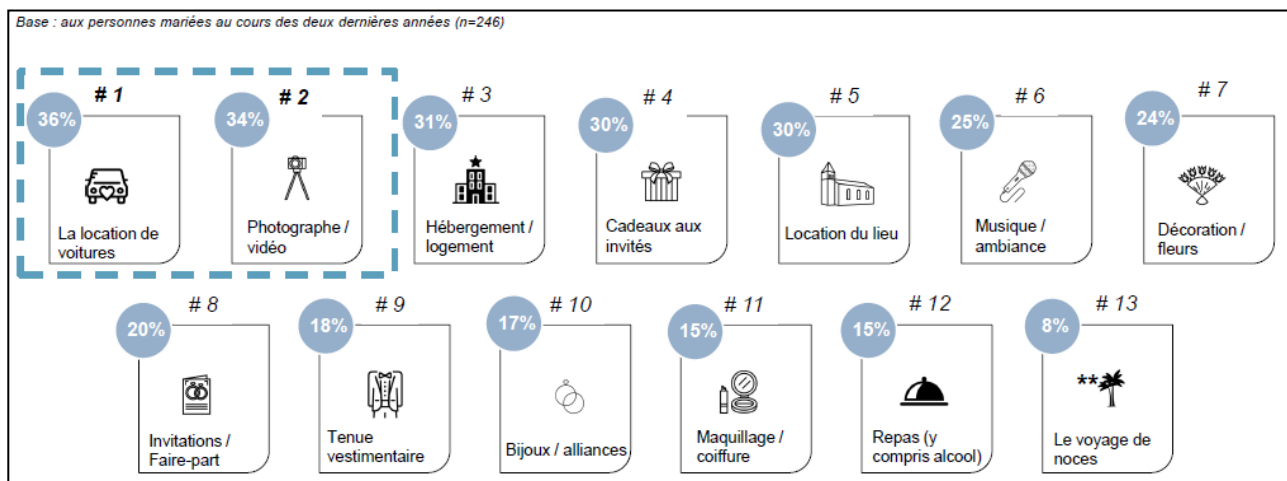 Base : aux personnes mariées au cours des deux dernières années (n=246)
# 1
36%
La location de
voitures
# 2
34%
Photographe /
vidéo
# 3
31%
Hébergement /
logement
# 4
30%
Cadeaux aux
invités
# 5
30%
Location du lieu
# 6
25%
Musique /
ambiance
# 7
24%
Décoration /
fleurs
# 8
20%
Invitations /
Faire-part
# 9
18%
Tenue
vestimentaire
# 10
17%
Bijoux / alliances
# 11
15%
Maquillage /
coiffure
# 12
15%
Repas (y
compris alcool)
# 13
8%
**
Le voyage de
noces